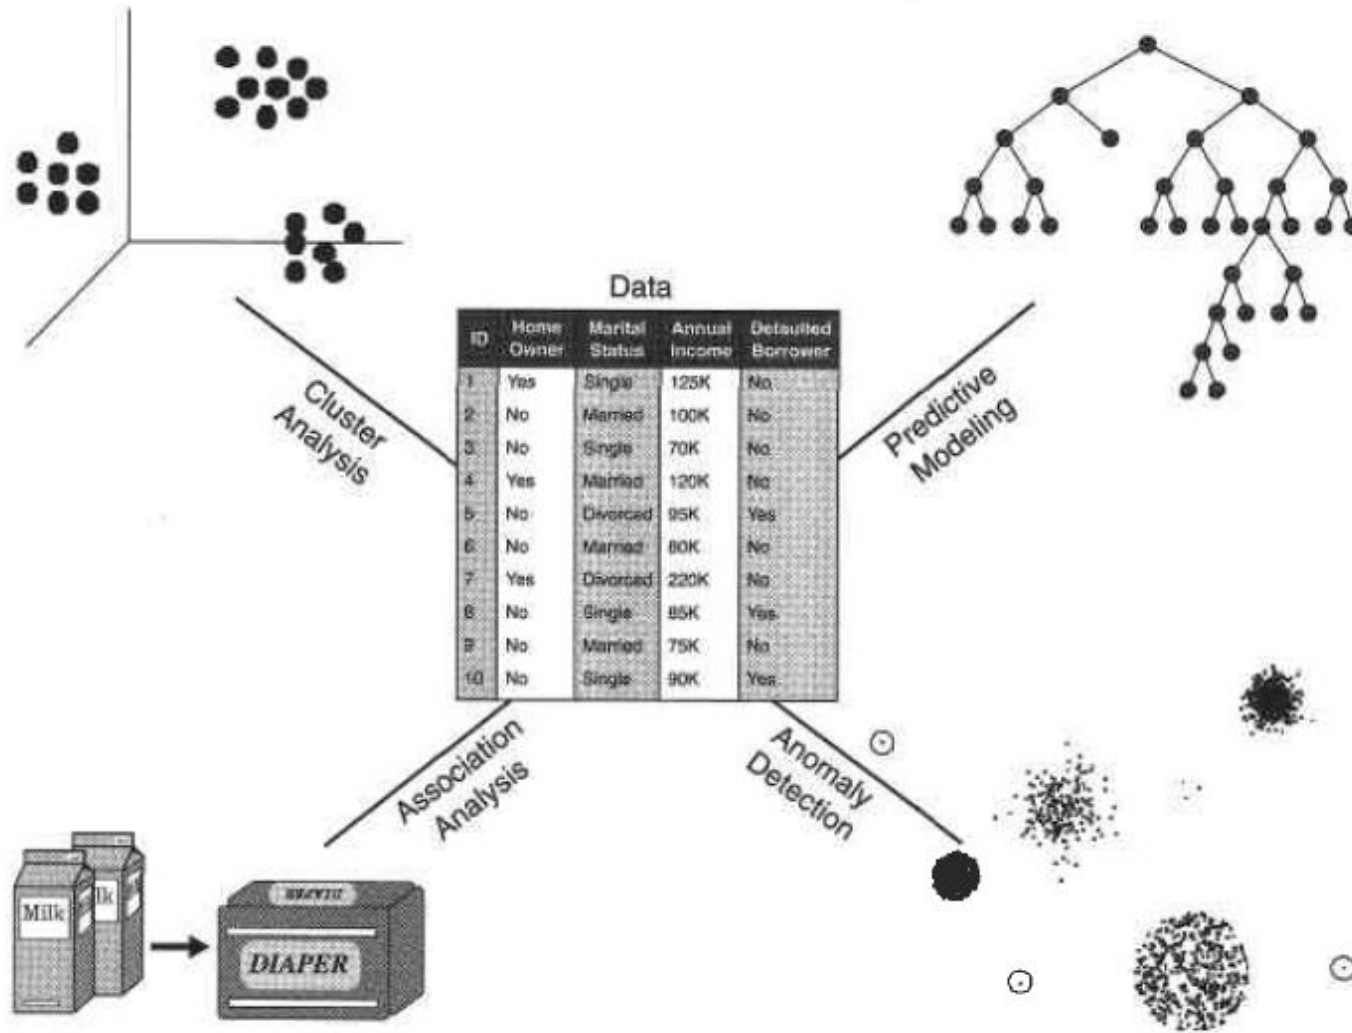 Data
ID Home Owner Marital Status Annual Income Defaulted Borrower
1 Yes Single 125K No
2 No Married 100K No
3 No Single 70K No
4 Yes Married 120K No
5 No Divorced 95K Yes
6 No Married 60K No
7 Yes Divorced 220K No
8 No Single 85K Yes
9 No Married 75K No
10 No Single 90K Yes
Cluster
Analysis
Predictive
Modeling
Association
Analysis
Anomaly
Detection
Milk
lk
DIAPER
DIAPER